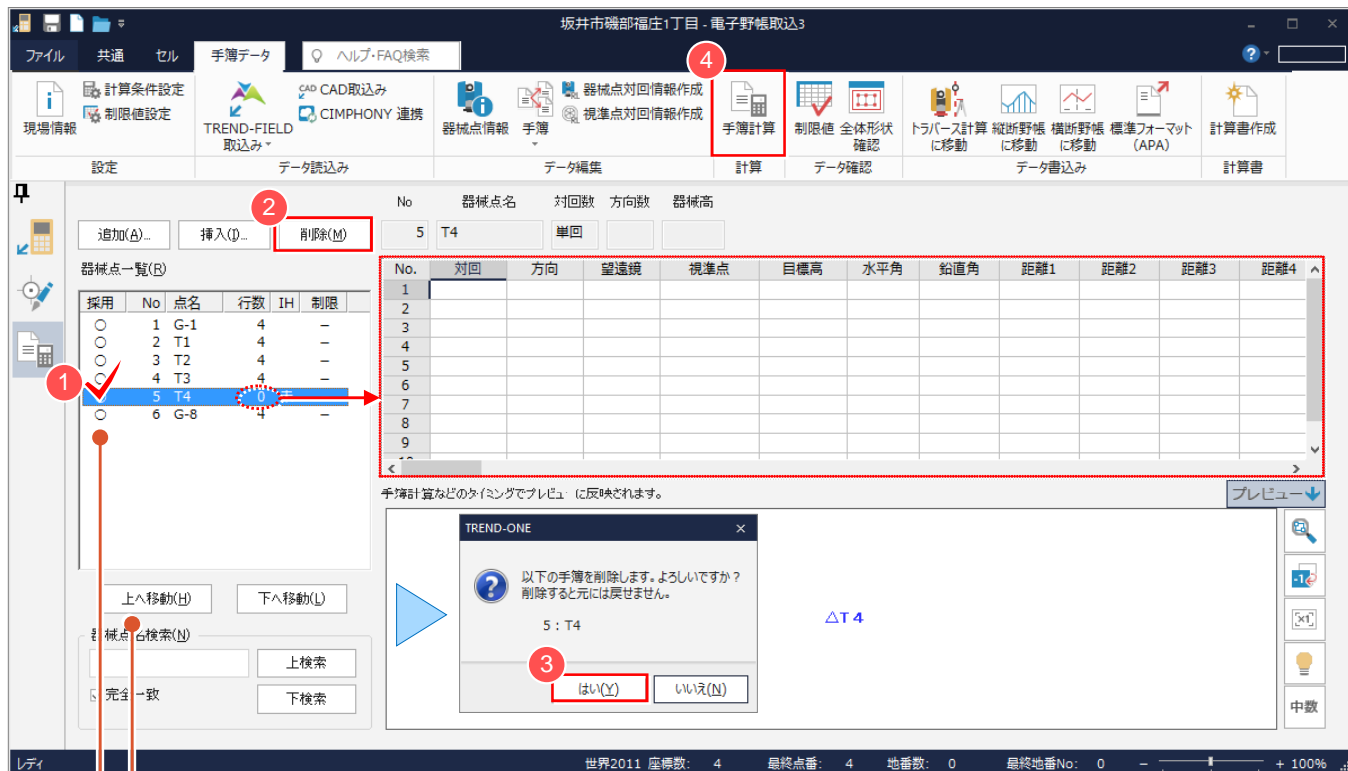 坂井市磯部福庄1丁目 - 電子野帳取込3
ファイル 共通 セル 手簿データ ヘルプ・FAQ検索
4
現場情報
計算条件設定
制限値設定
設定
TREND-FIELD
取込み
CAD CAD取込み
CIMPHONY 連携
データ読込み
器械点情報
手簿
器械点対回情報作成
視準点対回情報作成
データ編集
手簿計算
計算
制限値
全体形状
確認
データ確認
トラバース計算
に移動
縦断野帳
に移動
横断野帳
に移動
標準フォーマット
(APA)
データ書込み
計算書作成
計算書
2
追加(A)... 挿入(I)... 削除(M)
No 器械点名 対回数 方向数 器械高
5 T4 単回
器械点一覧(R)
採用 No 点名 行数 IH 制限
○ 1 G-1 4 －
○ 2 T1 4 －
○ 3 T2 4 －
4 T3 4 －
5 T4 0
○ 6 G-8 4 －
1
No. 対回 方向 望遠鏡 視準点 目標高 水平角 鉛直角 距離1 距離2 距離3 距離4
1
2
3
4
5
6
7
8
9
手簿計算などのタイミングでプレビュ に反映されます。
プレビュー
上へ移動(H) 下へ移動(L)
器械点名検索(N)
上検索
完全一致
下検索
TREND-ONE
以下の手簿を削除します。よろしいですか？
削除すると元には戻せません。
5 : T4
3
はい(Y) いいえ(N)
△T4
-1
[×1]
中数
レディ 世界2011 座標数: 4 最終点番: 4 地番数: 0 最終地番No: 0 － + 100%